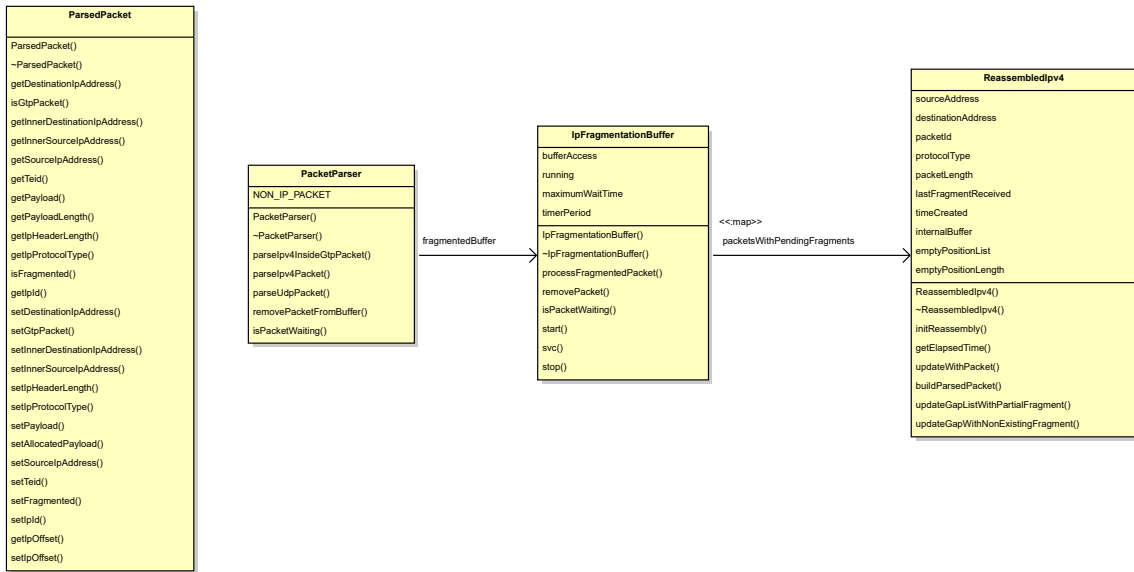 ParsedPacket
ParsedPacket()
~ParsedPacket()
getDestinationIpAddress()
isGtpPacket()
getInnerDestinationIpAddress()
getInnerSourceIpAddress()
getSourceIpAddress()
getTeid()
getPayload()
getPayloadLength()
getIpHeaderLength()
getIpProtocolType()
isFragmented()
getIpId()
setDestinationIpAddress()
setGtpPacket()
setInnerDestinationIpAddress()
setInnerSourceIpAddress()
setIpHeaderLength()
setIpProtocolType()
setPayload()
setAllocatedPayload()
setSourceIpAddress()
setTeid()
setFragmented()
setIpId()
getIpOffset()
setIpOffset()
PacketParser
NON_IP_PACKET
PacketParser()
~PacketParser()
parseIpv4InsideGtpPacket()
parseIpv4Packet()
parseUdpPacket()
removePacketFromBuffer()
isPacketWaiting()
fragmentedBuffer
IpFragmentationBuffer
bufferAccess
running
maximumWaitTime
timerPeriod
IpFragmentationBuffer()
~IpFragmentationBuffer()
processFragmentedPacket()
removePacket()
isPacketWaiting()
start()
svc()
stop()
<<:map>>
packetsWithPendingFragments
ReassembledIpv4
sourceAddress
destinationAddress
packetId
protocolType
packetLength
lastFragmentReceived
timeCreated
internalBuffer
emptyPositionList
emptyPositionLength
ReassembledIpv4()
~ReassembledIpv4()
initReassembly()
getElapsedTime()
updateWithPacket()
buildParsedPacket()
updateGapListWithPartialFragment()
updateGapWithNonExistingFragment()